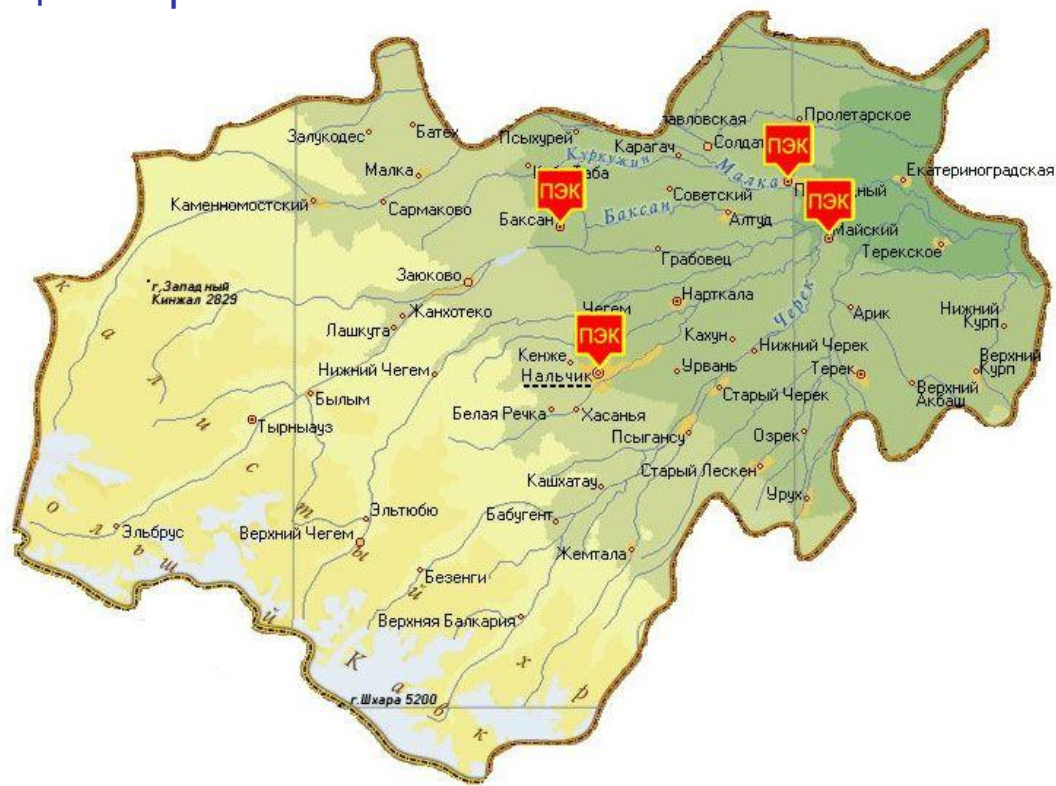 Пролетарское
Залукодес
Батех
Псыхурей
Карагач
Куркужин
Малка
ПЭК
Малка
Екатериноградская
ПЭК
Советский
ПЭК
Каменномостский
Сармаково
Баксан
Баксан
Алтуд
Майский
Терекское
Грабовец
г,Западный
Кинжал 2829
Заюково
Нарткала
Жанхотеко
Чегем
Черек
Арик
Нижний
Курп
Лашкута
ПЭК
Кахун
Нижний Черек
Кенже
Нальчик
Урвань
Терек
Верхний
Курп
Нижний Чегем
Былым
Старый Черек
Верхний
Акбаш
Белая Речка
Хасанья
Тырныауз
Псыгансу
Озрек
Кашхатау
Старый Лескен
Урух
Эльтюбю
Бабугент
Эльбрус
Верхний Чегем
Жемтала
Безенги
Верхняя Балкария
г.Шхара 5200
к а л и с т ы й х р
о л ь ш й К а в к